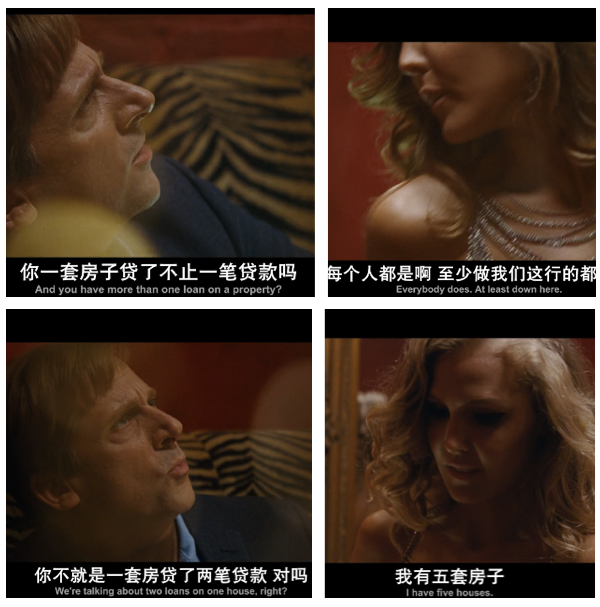 你一套房子贷了不止一笔贷款吗
And you have more than one loan on a property?
每个人都是啊 至少做我们这行的都
Everybody does. At least down here.
你不就是一套房贷了两笔贷款 对吗
We're talking about two loans on one house, right?
我有五套房子
I have five houses.